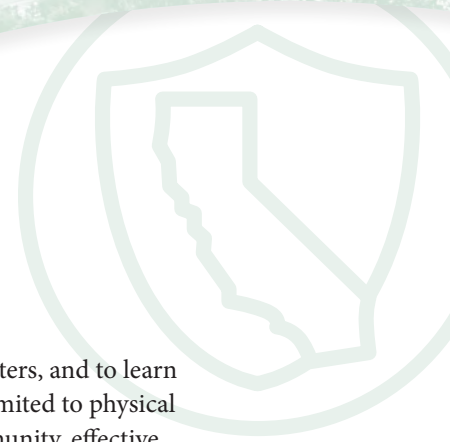 ters, and to learn
mited to physical
munity, effective